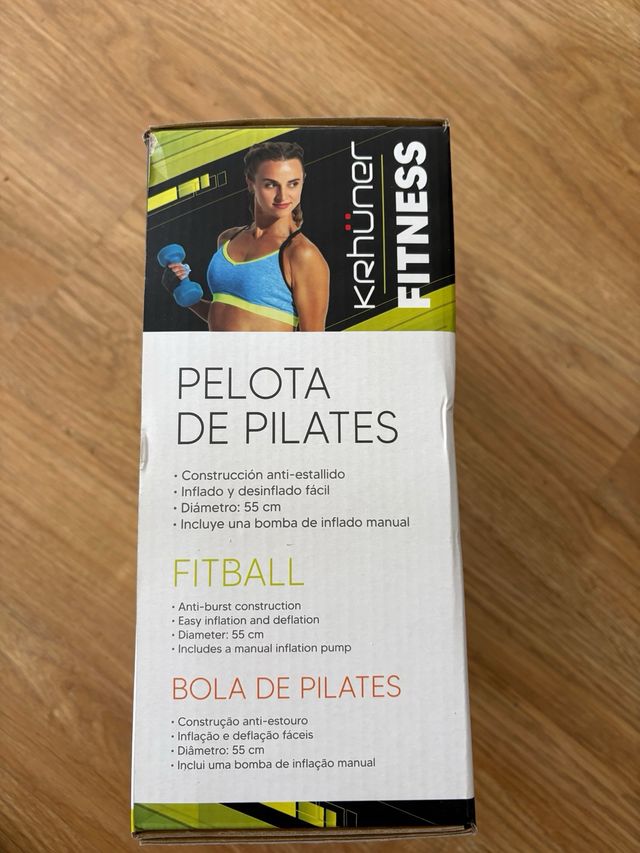 KRHÜNER
FITNESS
PELOTA
DE PILATES
• Construcción anti-estallido
• Inflado y desinflado fácil
• Diámetro: 55 cm
• Incluye una bomba de inflado manual
FITBALL
• Anti-burst construction
• Easy inflation and deflation
• Diameter: 55 cm
• Includes a manual inflation pump
BOLA DE PILATES
• Construção anti-estouro
• Inflação e deflação fáceis
• Diâmetro: 55 cm
• Inclui uma bomba de inflação manual